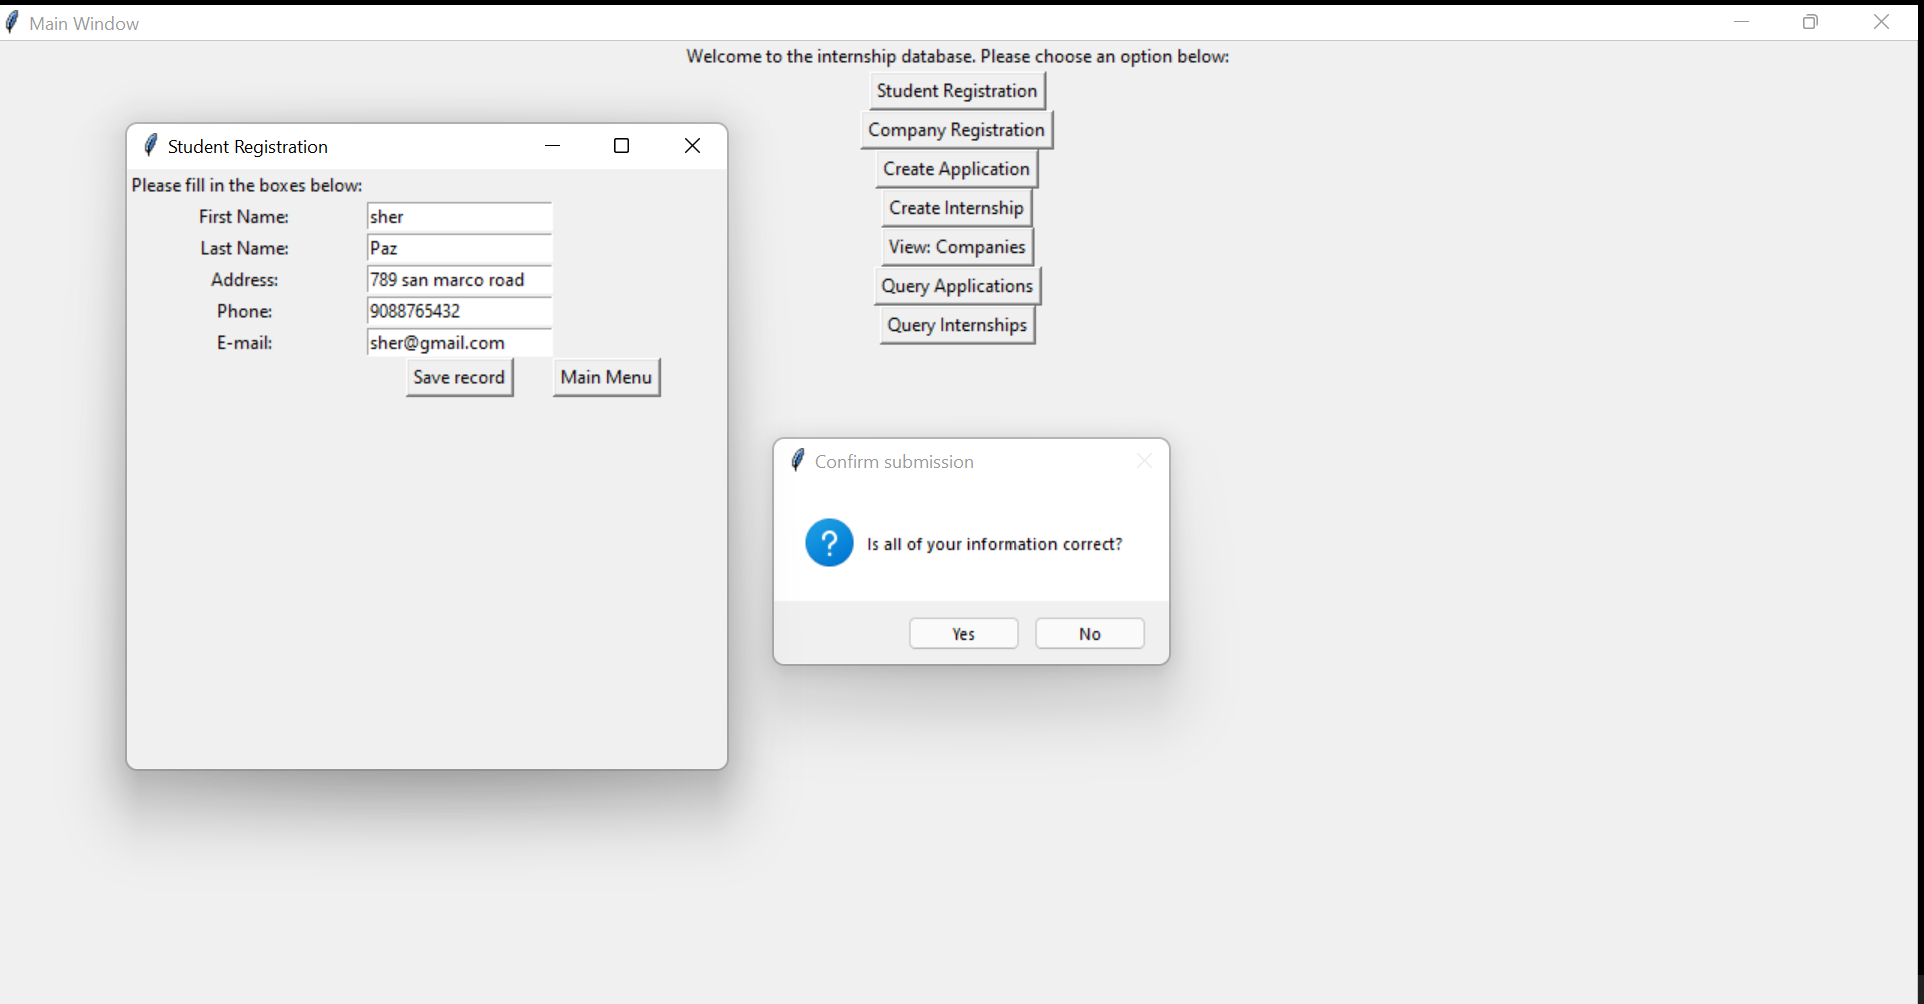 Main Window
Welcome to the internship database. Please choose an option below:
Student Registration
Company Registration
Create Application
Create Internship
View: Companies
Query Applications
Query Internships
Student Registration
Please fill in the boxes below:
First Name: sher
Last Name: Paz
Address: 789 san marco road
Phone: 9088765432
E-mail: sher@gmail.com
Save record Main Menu
Confirm submission
? Is all of your information correct?
Yes No